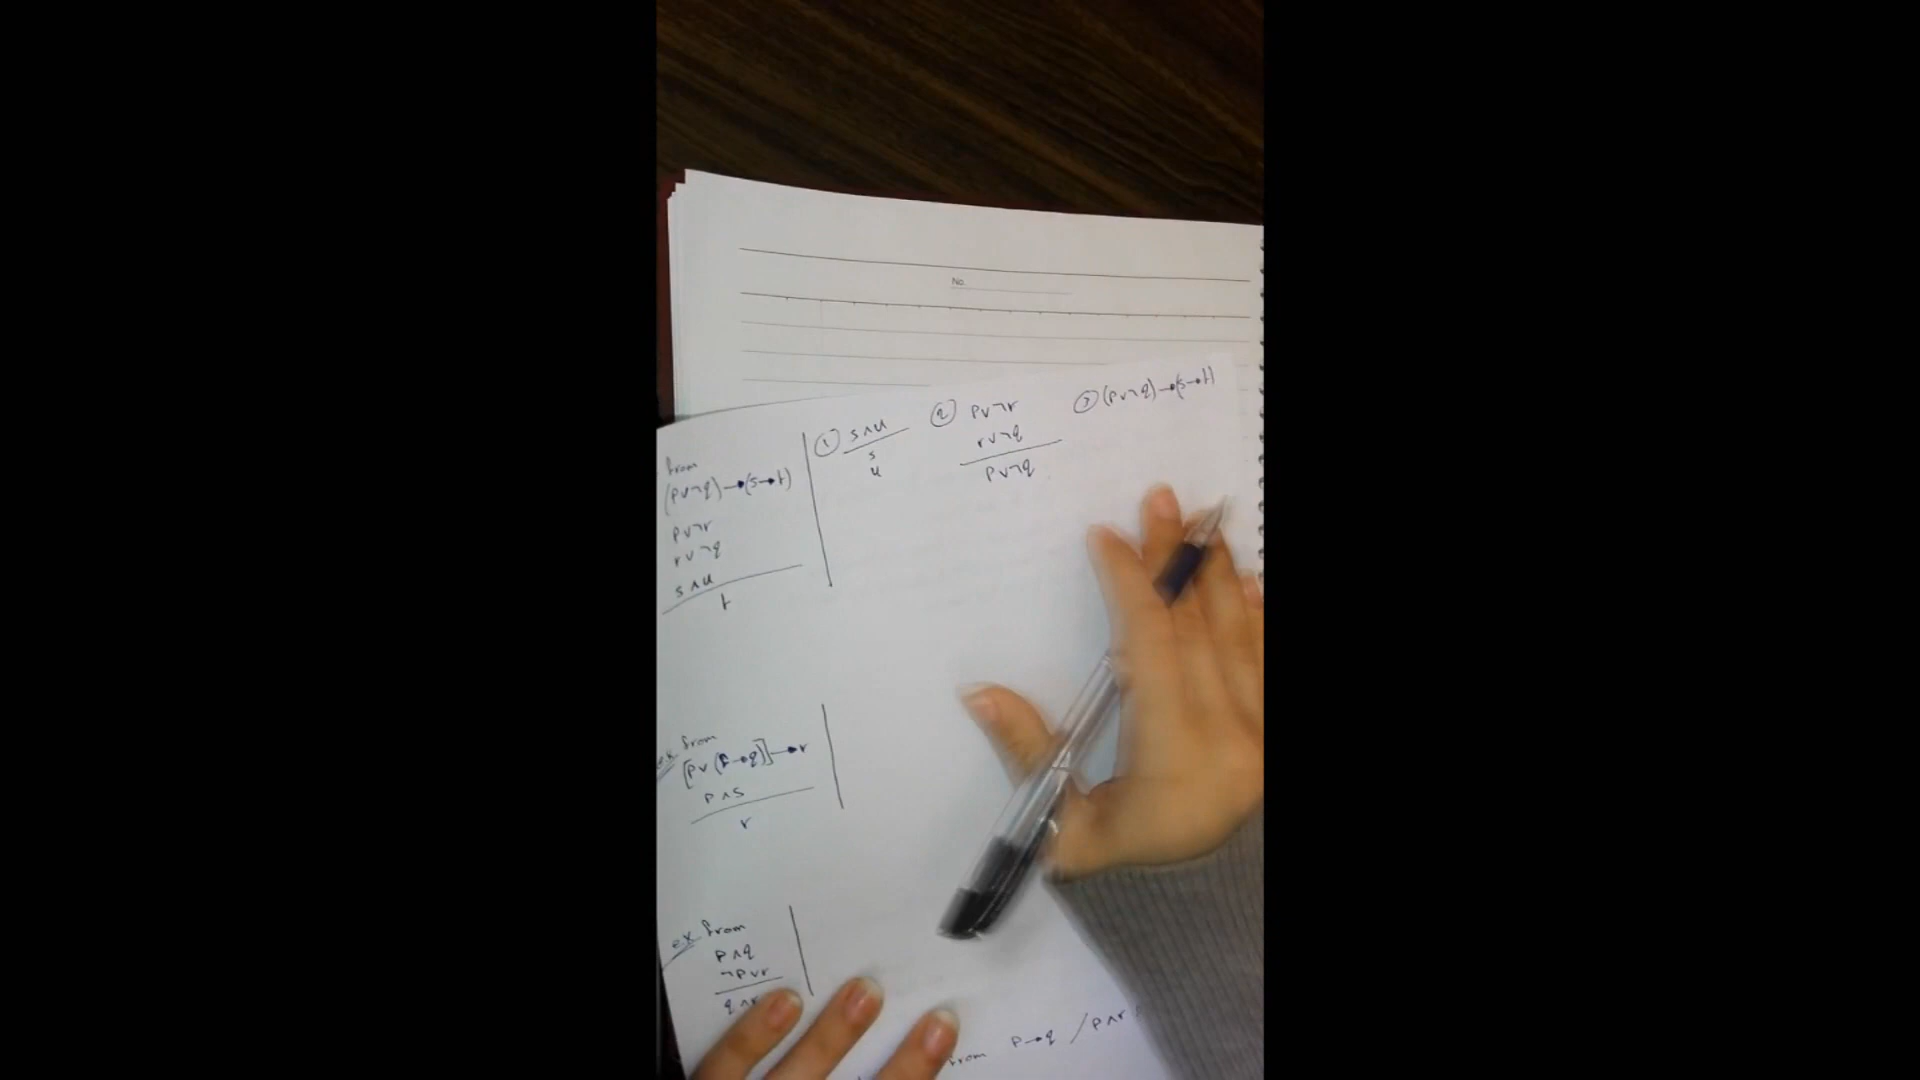 No.
from
(p∨¬q)→(s→t)
p∨¬r
r∨¬q
s∧u
t
① s∧u
s
u
② p∨¬r
r∨¬q
p∨¬q
③ (p∨¬q)→(s→t)
ex from
[p∨(r→q)]→r
p∧s
r
ex from
p∧q
¬p∨r
q∧r
from p→q / p∧r